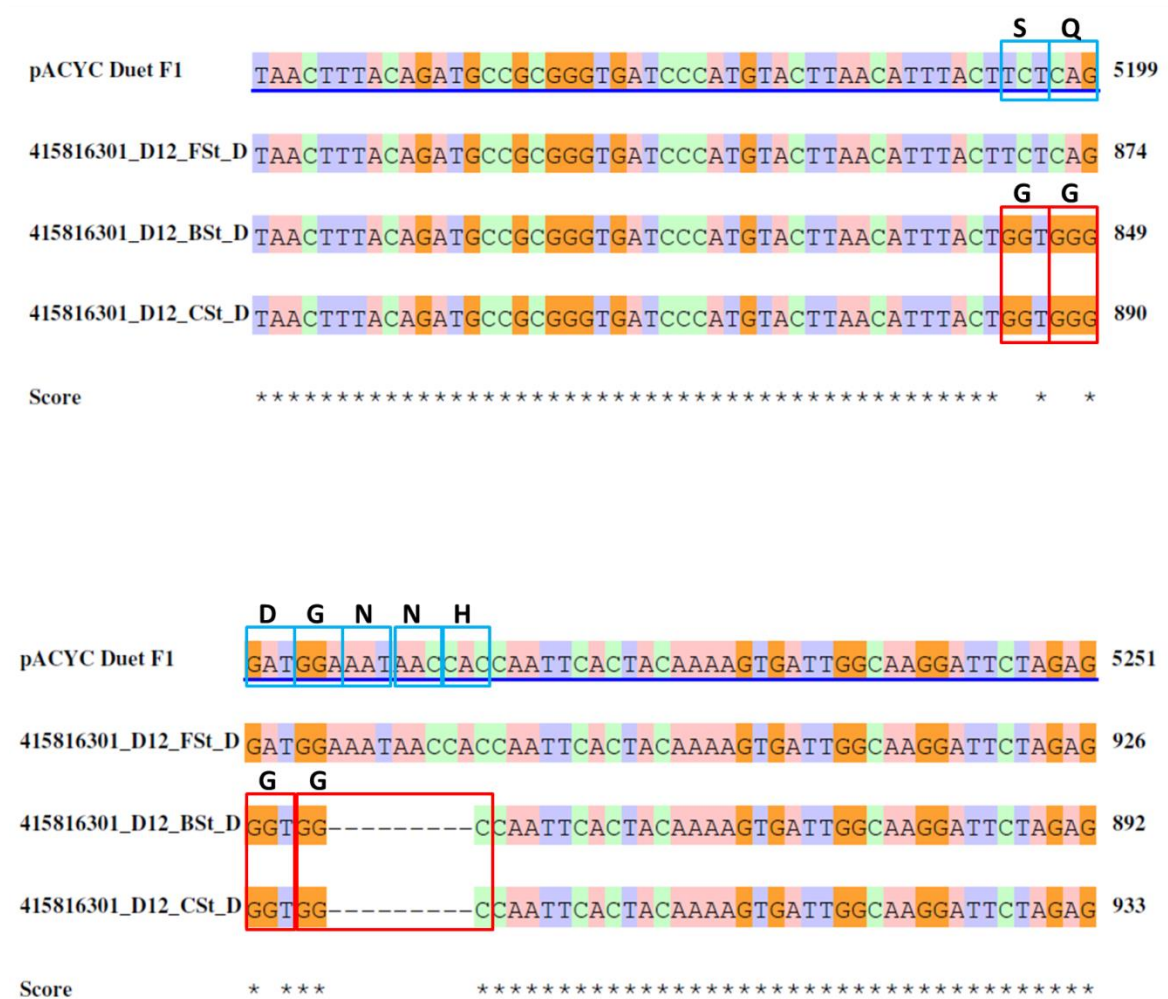 S Q
pACYC Duet F1 TAACTTTACAGATGCCGCGGGTGATCCCATGTACTTAACATTTACTTCTCAG 5199
415816301_D12_FSt_D TAACTTTACAGATGCCGCGGGTGATCCCATGTACTTAACATTTACTTCTCAG 874
G G
415816301_D12_BSt_D TAACTTTACAGATGCCGCGGGTGATCCCATGTACTTAACATTTACTGGTGGG 849
415816301_D12_CSt_D TAACTTTACAGATGCCGCGGGTGATCCCATGTACTTAACATTTACTGGTGGG 890
Score **********************************************  *  *
D G N N H
pACYC Duet F1 GATGGAAATAACCACCAATTCACTACAAAAGTGATTGGCAAGGATTCTAGAG 5251
415816301_D12_FSt_D GATGGAAATAACCACCAATTCACTACAAAAGTGATTGGCAAGGATTCTAGAG 926
G G
415816301_D12_BSt_D GGTGG---------CCAATTCACTACAAAAGTGATTGGCAAGGATTCTAGAG 892
415816301_D12_CSt_D GGTGG---------CCAATTCACTACAAAAGTGATTGGCAAGGATTCTAGAG 933
Score * ***         **************************************